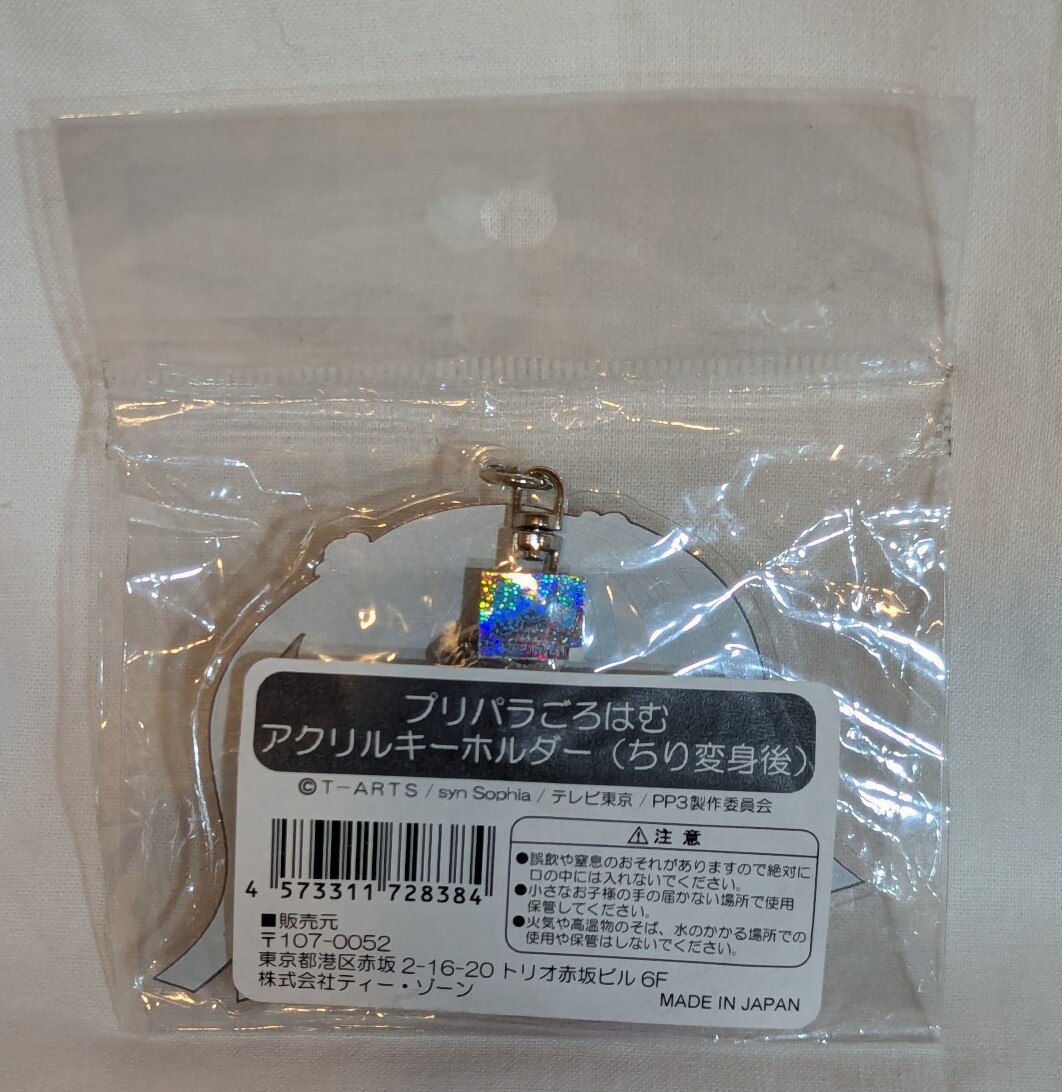 プリパラごろはむ
アクリルキーホルダー（ちり変身後）
©T-ARTS / syn Sophia / テレビ東京 / PP3製作委員会
⚠注意
●誤飲や窒息のおそれがありますので絶対に
口の中には入れないでください。
●小さなお子様の手の届かない場所で使用
保管してください。
●火気や高温物のそば、水のかかる場所での
使用や保管はしないでください。
4 573311 728384
■販売元
〒107-0052
東京都港区赤坂 2-16-20 トリオ赤坂ビル 6F
株式会社ティー・ゾーン
MADE IN JAPAN